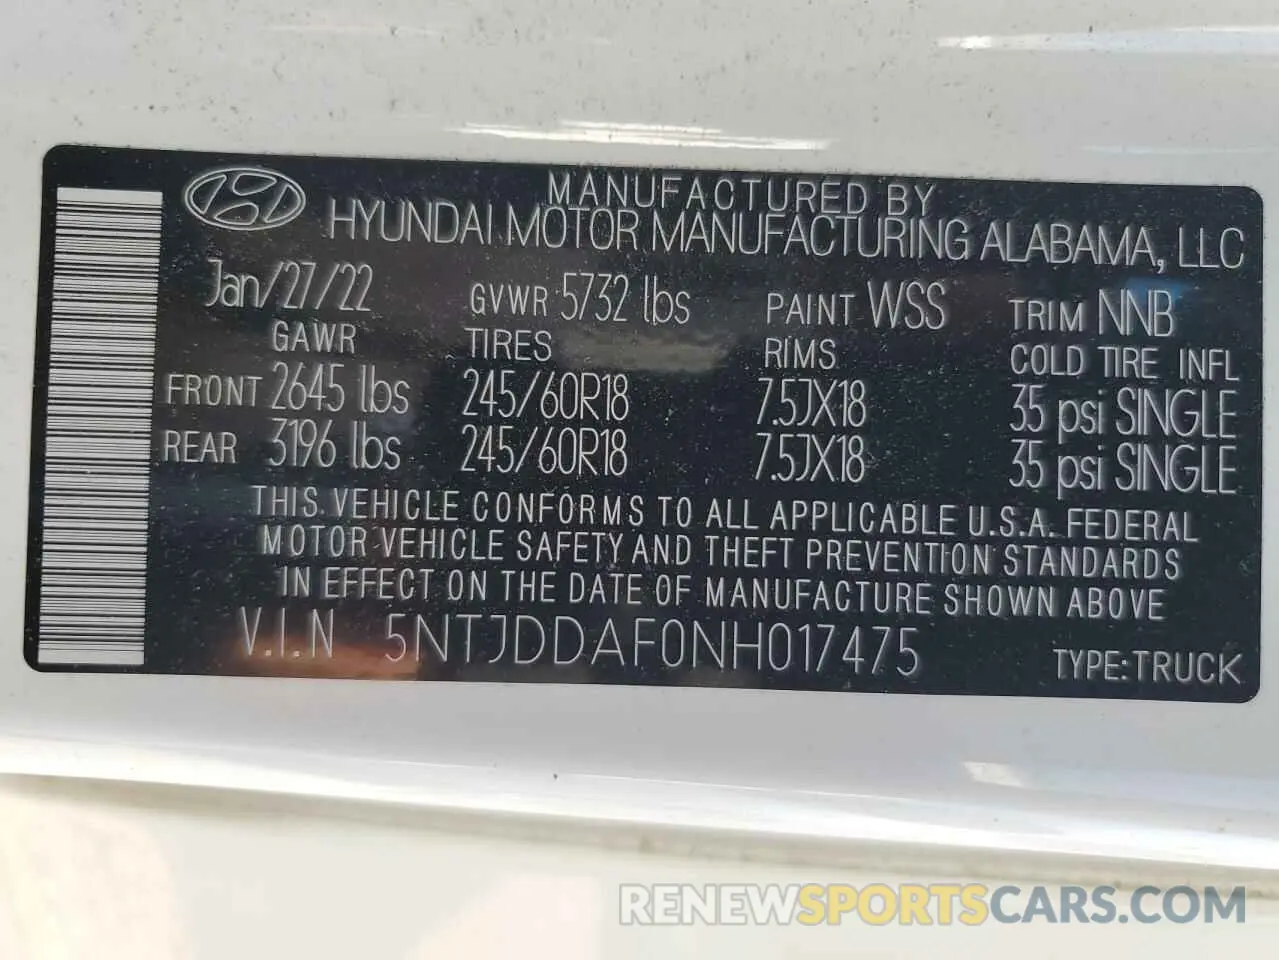 MANUFACTURED BY
HYUNDAI MOTOR MANUFACTURING ALABAMA, LLC
Jan/27/22 GVWR 5732 lbs PAINT WSS TRIM NNB
GAWR TIRES RIMS COLD TIRE INFL
FRONT 2645 lbs 245/60R18 7.5JX18 35 psi SINGLE
REAR 3196 lbs 245/60R18 7.5JX18 35 psi SINGLE
THIS VEHICLE CONFORMS TO ALL APPLICABLE U.S.A. FEDERAL
MOTOR VEHICLE SAFETY AND THEFT PREVENTION STANDARDS
IN EFFECT ON THE DATE OF MANUFACTURE SHOWN ABOVE
V.I.N 5NTJDDAF0NH017475 TYPE:TRUCK
RENEWSPORTSCARS.COM